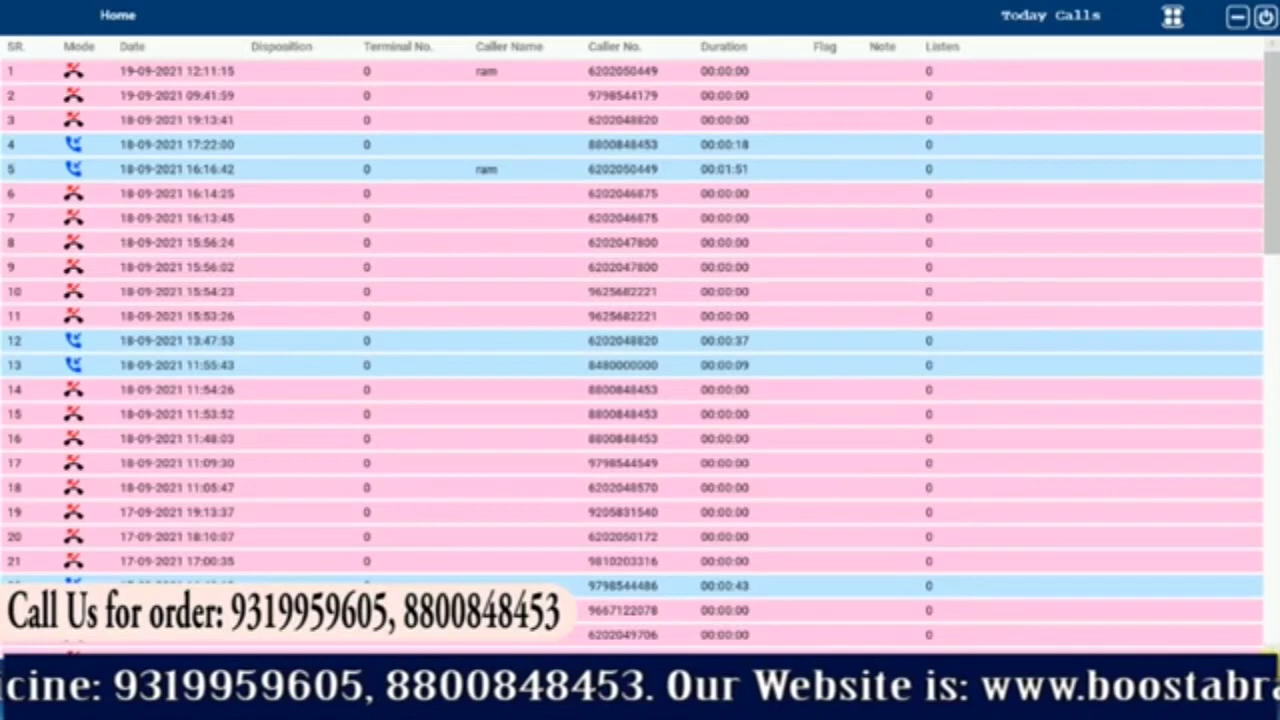 Home Today Calls
SR. Mode Date Disposition Terminal No. Caller Name Caller No. Duration Flag Note Listen
1 19-09-2021 12:11:15 0 ram 6202050449 00:00:00 0
2 19-09-2021 09:41:59 0 9798544179 00:00:00 0
3 18-09-2021 19:13:41 0 6202048820 00:00:00 0
4 18-09-2021 17:22:00 0 8800848453 00:00:18 0
5 18-09-2021 16:16:42 0 ram 6202050449 00:01:51 0
6 18-09-2021 16:14:25 0 6202046875 00:00:00 0
7 18-09-2021 16:13:45 0 6202046875 00:00:00 0
8 18-09-2021 15:56:24 0 6202047800 00:00:00 0
9 18-09-2021 15:56:02 0 6202047800 00:00:00 0
10 18-09-2021 15:54:23 0 9625682221 00:00:00 0
11 18-09-2021 15:53:26 0 9625682221 00:00:00 0
12 18-09-2021 13:47:53 0 6202048820 00:00:37 0
13 18-09-2021 11:55:43 0 8480000000 00:00:09 0
14 18-09-2021 11:54:26 0 8800848453 00:00:00 0
15 18-09-2021 11:53:52 0 8800848453 00:00:00 0
16 18-09-2021 11:48:03 0 8800848453 00:00:00 0
17 18-09-2021 11:09:30 0 9798544549 00:00:00 0
18 18-09-2021 11:05:47 0 6202048570 00:00:00 0
19 17-09-2021 19:13:37 0 9205831540 00:00:00 0
20 17-09-2021 18:10:07 0 6202050172 00:00:00 0
21 17-09-2021 17:00:35 0 9810203316 00:00:00 0
9798544486 00:00:43 0
9667122078 00:00:00 0
6202049706 00:00:00 0
Call Us for order: 9319959605, 8800848453
cine: 9319959605, 8800848453. Our Website is: www.boostabra